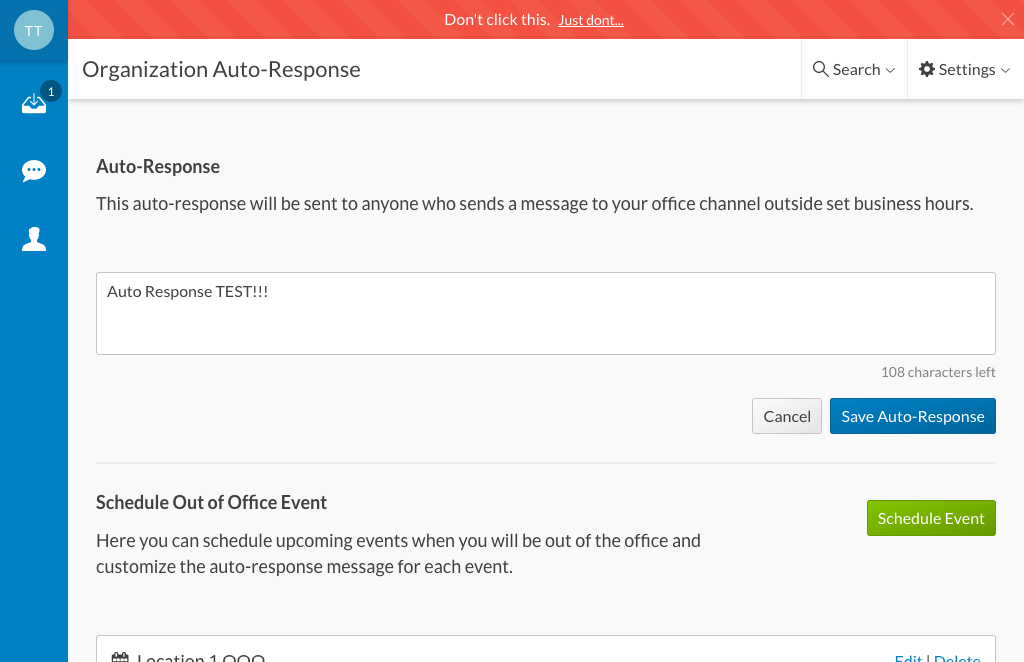 TT
Don't click this. Just dont...
1
Organization Auto-Response
Search
Settings
Auto-Response
This auto-response will be sent to anyone who sends a message to your office channel outside set business hours.
Auto Response TEST!!!
108 characters left
Cancel
Save Auto-Response
Schedule Out of Office Event
Schedule Event
Here you can schedule upcoming events when you will be out of the office and
customize the auto-response message for each event.
Location 1 OOO
Edit | Delete